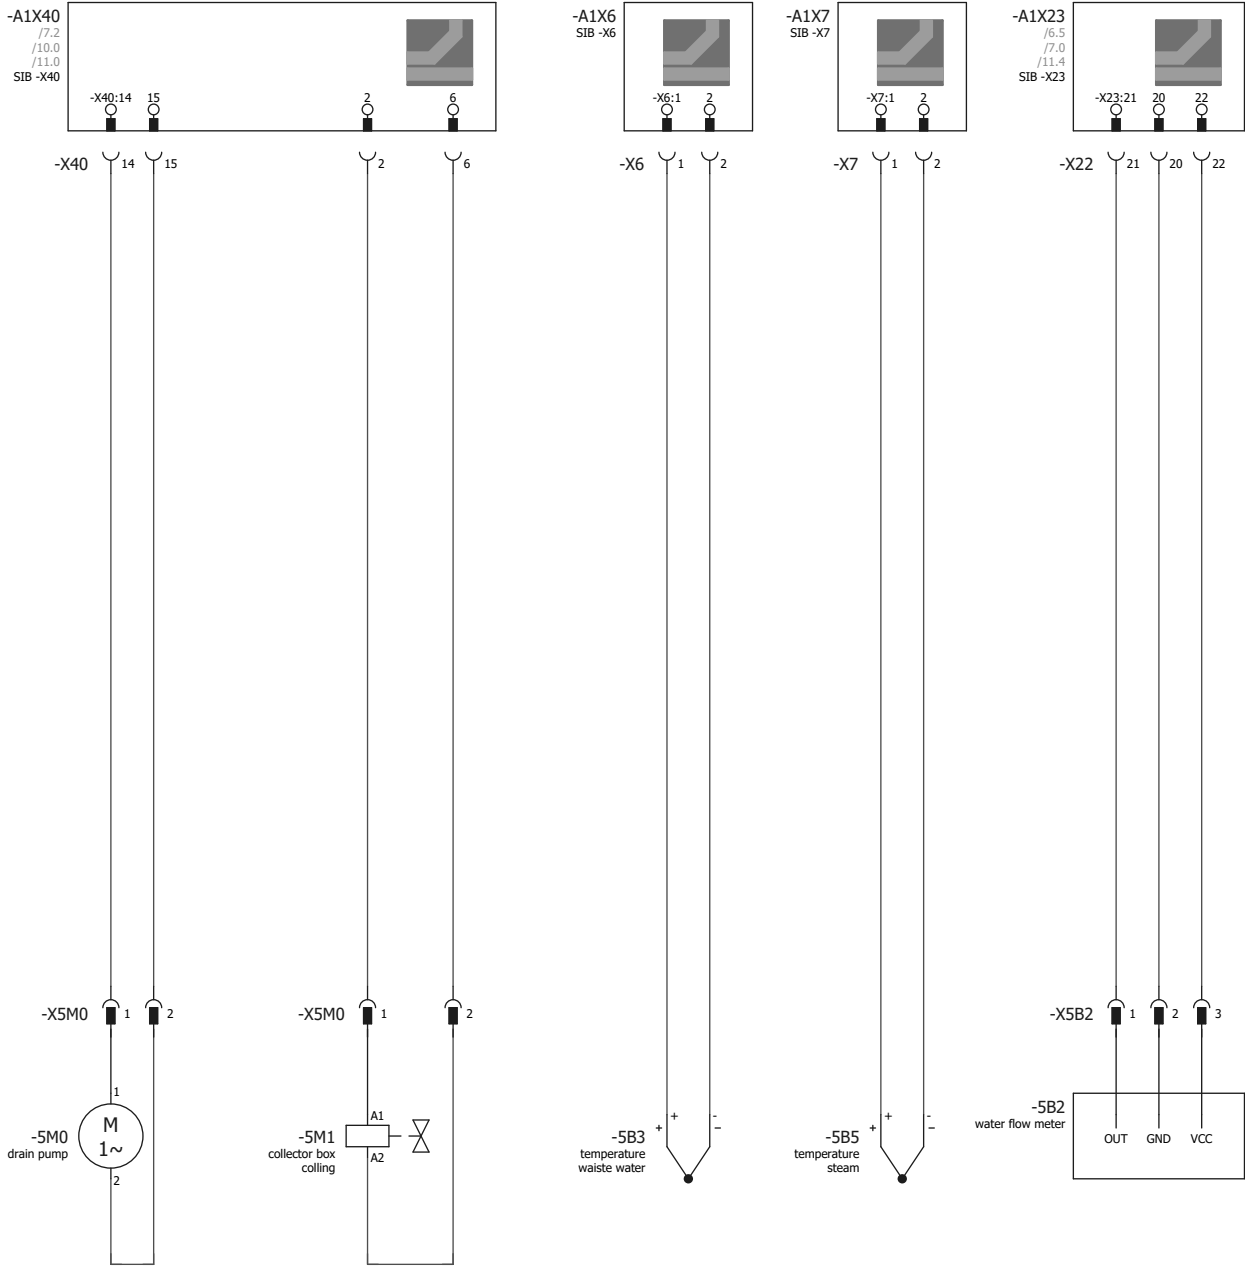 -A1X40
/7.2
/10.0
/11.0
SIB -X40
-X40:14 15 2 6
-A1X6
SIB -X6
-X6:1 2
-A1X7
SIB -X7
-X7:1 2
-A1X23
/6.5
/7.0
/11.4
SIB -X23
-X23:21 20 22
-X40 14 15 2 6
-X6 1 2
-X7 1 2
-X22 21 20 22
-X5M0 1 2
-X5M0 1 2
-X5B2 1 2 3
1
-5M0
drain pump
M
1~
2
A1
-5M1
collector box
colling
A2
+ -
+ −
-5B3
temperature
waiste water
+ -
+ −
-5B5
temperature
steam
-5B2
water flow meter
OUT GND VCC